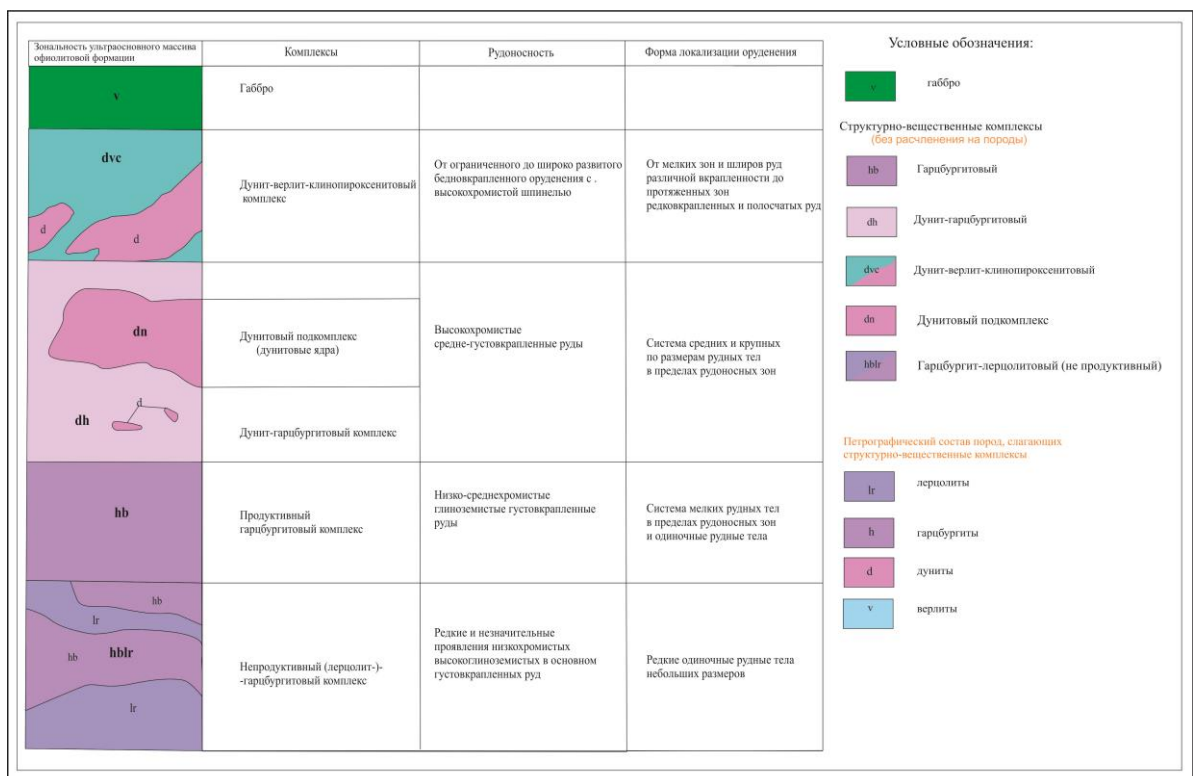 Зональность ультраосновного массива
офиолитовой формации
Комплексы
Рудоносность
Форма локализации оруденения
v
Габбро
dvc
d
d
Дунит-верлит-клинопироксенитовый
комплекс
От ограниченного до широко развитого
бедновкрапленного оруденения с .
высокохромистой шпинелью
От мелких зон и шлиров руд
различной вкрапленности до
протяженных зон
редковкрапленных и полосчатых руд
dn
Дунитовый подкомплекс
(дунитовые ядра)
Высокохромистые
средне-густовкрапленные руды
Система средних и крупных
по размерам рудных тел
в пределах рудоносных зон
d
dh
Дунит-гарцбургитовый комплекс
hb
Продуктивный
гарцбургитовый комплекс
Низко-среднехромистые
глиноземистые густовкрапленные
руды
Система мелких рудных тел
в пределах рудоносных зон
и одиночные рудные тела
hb
lr
hb
hblr
lr
Непродуктивный (лерцолит-)-
-гарцбургитовый комплекс
Редкие и незначительные
проявления низкохромистых
высокоглиноземистых в основном
густовкрапленных руд
Редкие одиночные рудные тела
небольших размеров
Условные обозначения:
v
габбро
Структурно-вещественные комплексы
(без расчленения на породы)
hb
Гарцбургитовый
dh
Дунит-гарцбургитовый
dvc
Дунит-верлит-клинопироксенитовый
dn
Дунитовый подкомплекс
hblr
Гарцбургит-лерцолитовый (не продуктивный)
Петрографический состав пород, слагающих
структурно-вещественные комплексы
lr
лерцолиты
h
гарцбургиты
d
дуниты
v
верлиты